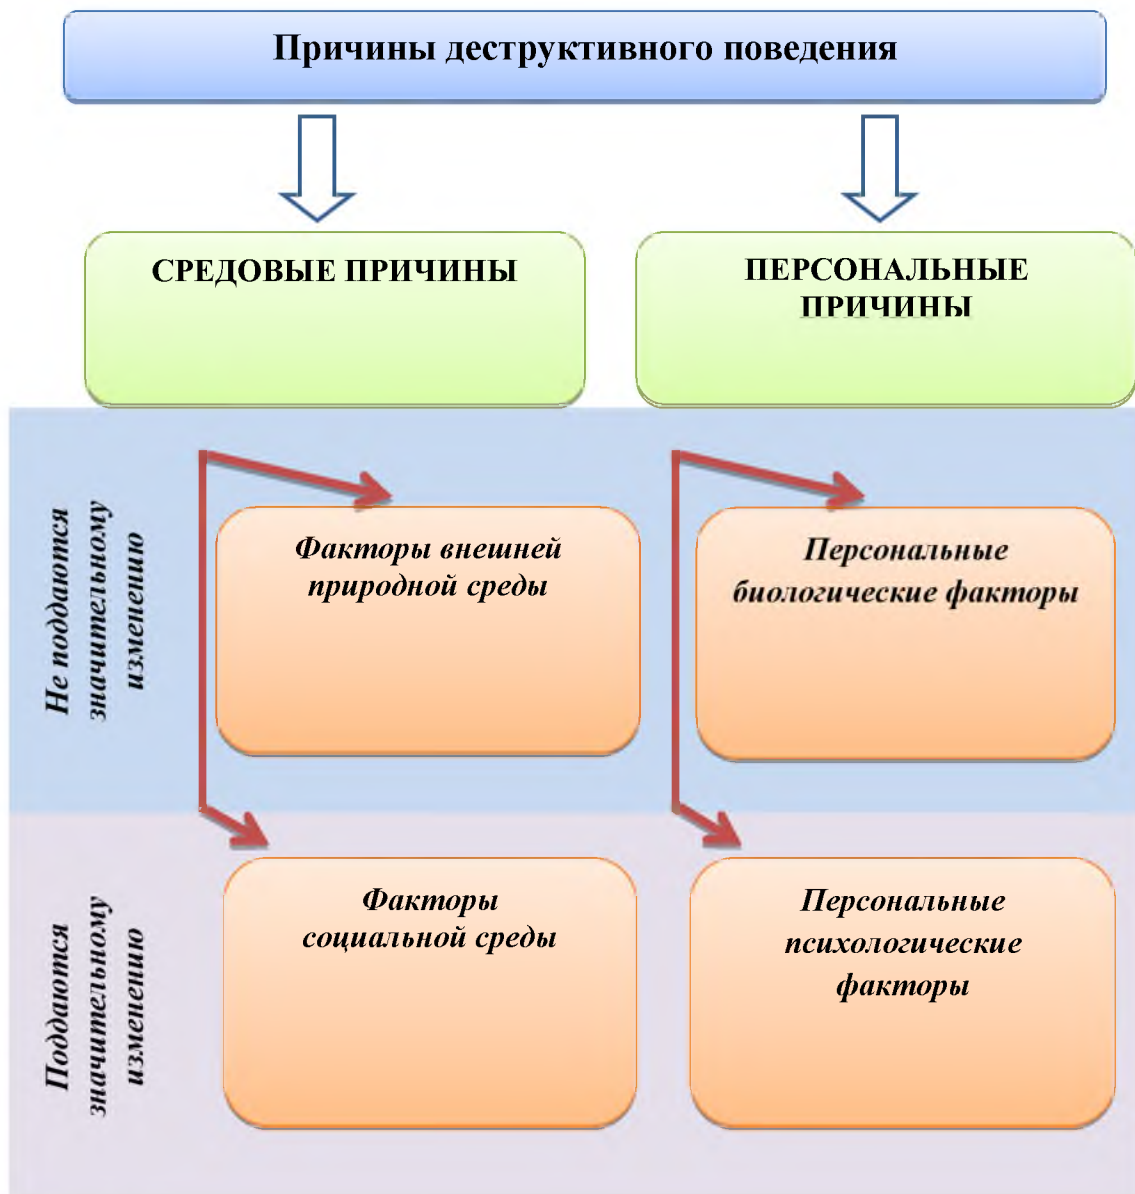 Причины деструктивного поведения
СРЕДОВЫЕ ПРИЧИНЫ
ПЕРСОНАЛЬНЫЕ
ПРИЧИНЫ
Не поддаются
значительному
изменению
Факторы внешней
природной среды
Персональные
биологические факторы
Поддаются
значительному
изменению
Факторы
социальной среды
Персональные
психологические
факторы